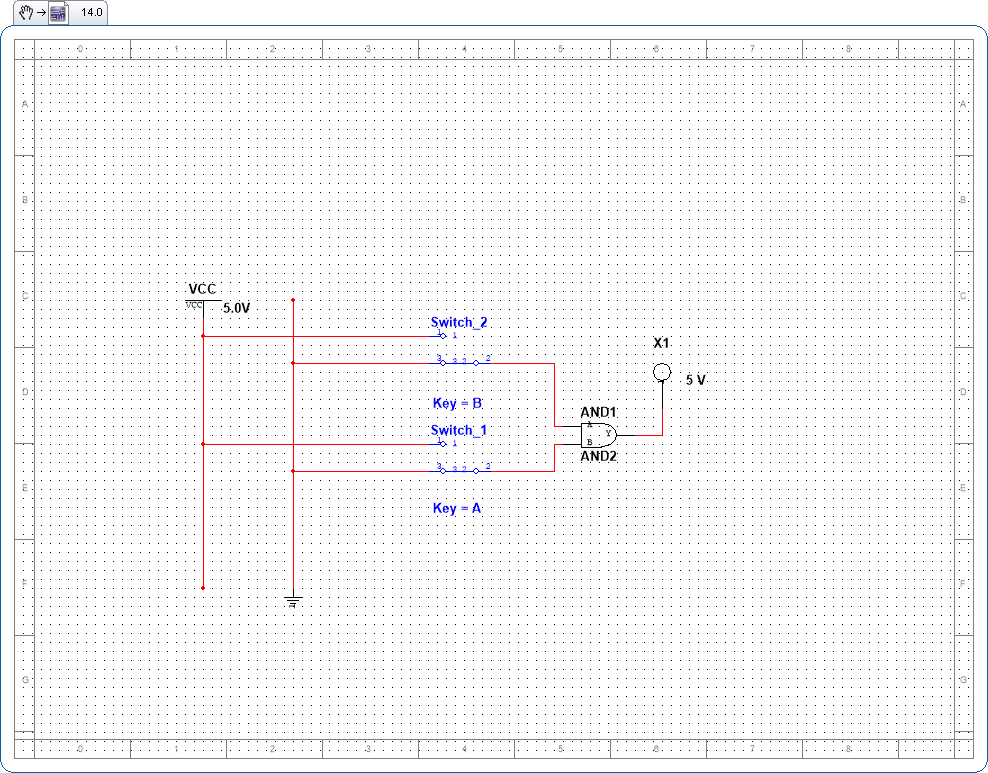 14.0
0 1 2 3 4 5 6 7 8
A A
B B
C C
D D
E E
F F
G G
VCC
VCC
5.0V
Switch_2
1 1
3 3 2 2
Key = B
Switch_1
1 1
3 3 2 2
Key = A
AND1
A
B
Y
AND2
X1
5 V
0 1 2 3 4 5 6 7 8